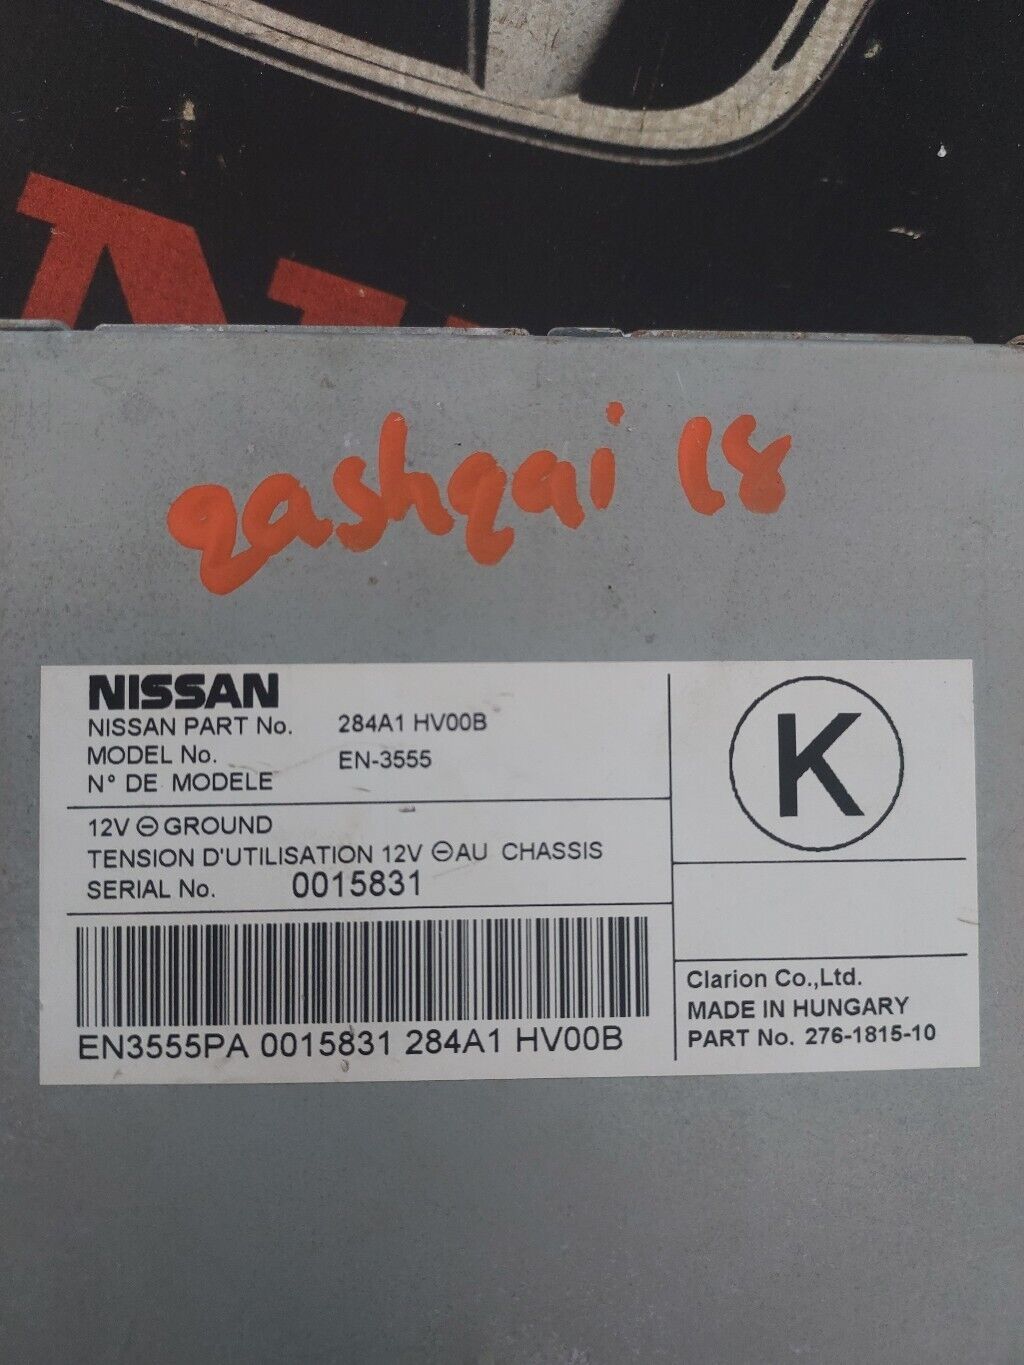 qashqai 18
NISSAN
NISSAN PART No. 284A1 HV00B
MODEL No. EN-3555
N° DE MODELE
12V ⊖ GROUND
TENSION D'UTILISATION 12V ⊖ AU CHASSIS
SERIAL No. 0015831
EN3555PA 0015831 284A1 HV00B
K
Clarion Co.,Ltd.
MADE IN HUNGARY
PART No. 276-1815-10